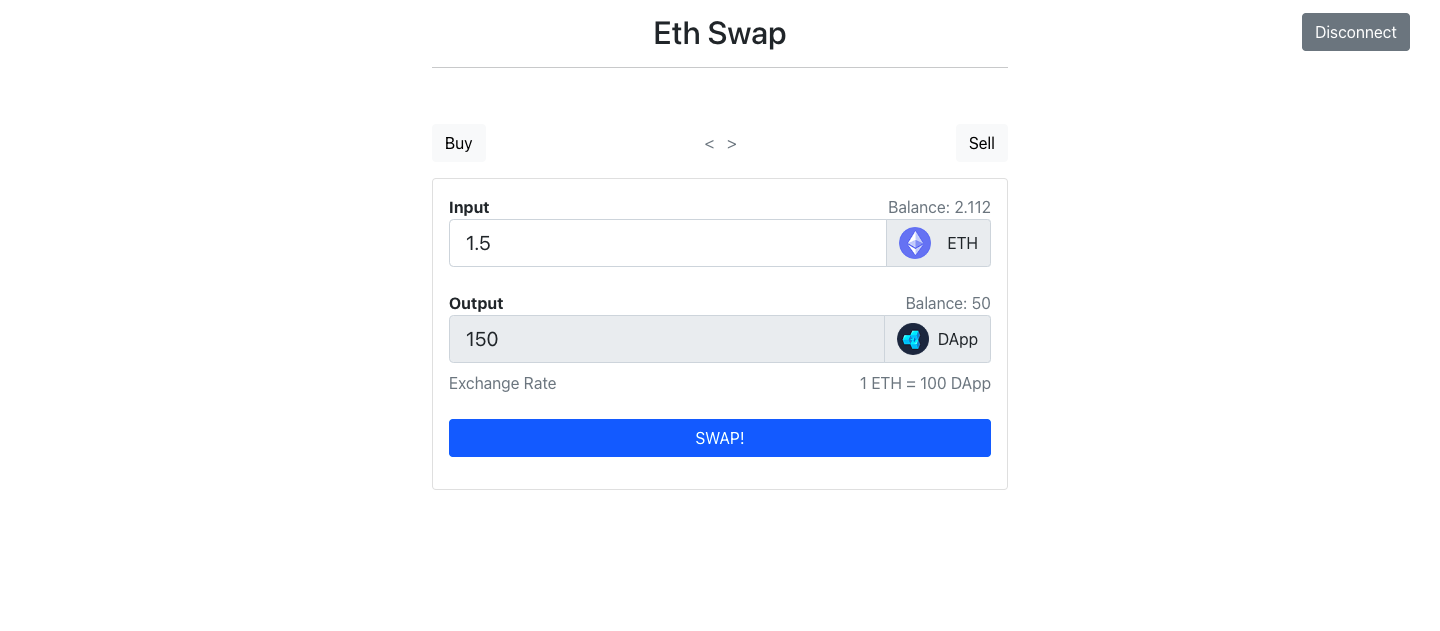 Eth Swap
Disconnect
Buy < > Sell
Input Balance: 2.112
1.5 ETH
Output Balance: 50
150 DApp
Exchange Rate 1 ETH = 100 DApp
SWAP!